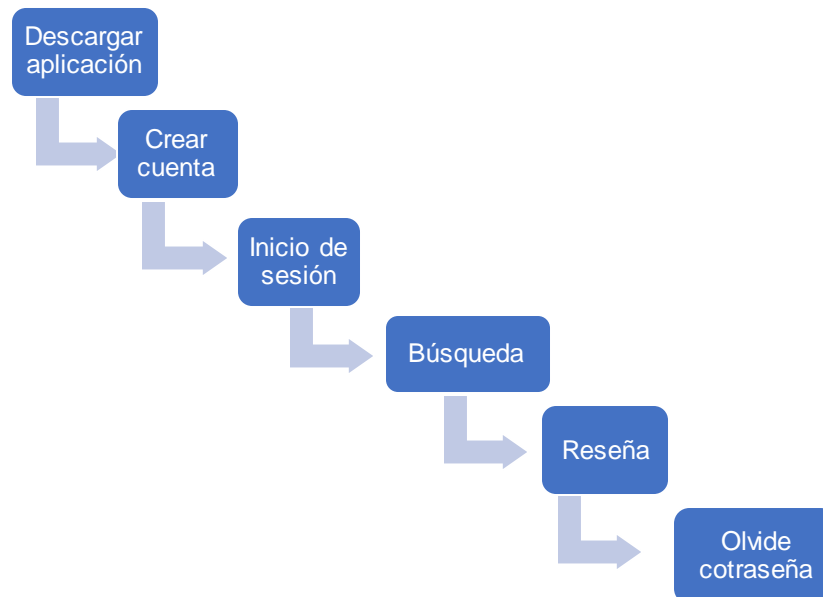 Descargar
aplicación
Crear
cuenta
Inicio de
sesión
Búsqueda
Reseña
Olvide
cotraseña